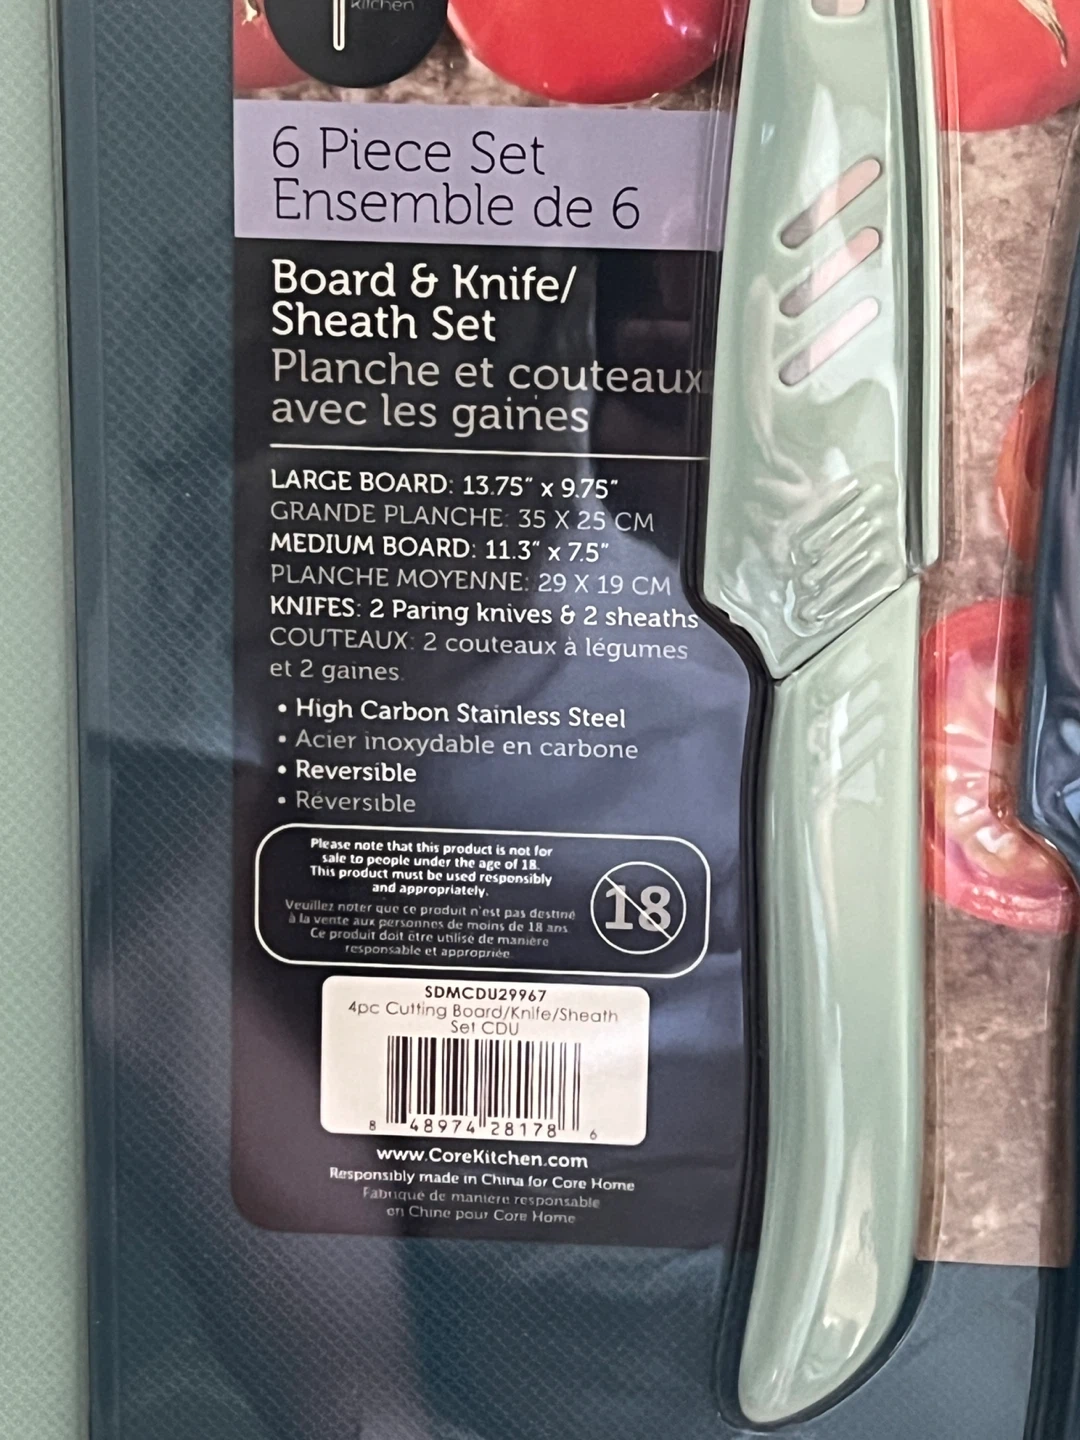 kitchen
6 Piece Set
Ensemble de 6
Board & Knife/
Sheath Set
Planche et couteaux
avec les gaines
LARGE BOARD: 13.75" x 9.75"
GRANDE PLANCHE: 35 X 25 CM
MEDIUM BOARD: 11.3" x 7.5"
PLANCHE MOYENNE: 29 X 19 CM
KNIFES: 2 Paring knives & 2 sheaths
COUTEAUX: 2 couteaux à légumes
et 2 gaines.
• High Carbon Stainless Steel
• Acier inoxydable en carbone
• Reversible
• Réversible
Please note that this product is not for
sale to people under the age of 18.
This product must be used responsibly
and appropriately.
Veuillez noter que ce produit n'est pas destiné
à la vente aux personnes de moins de 18 ans.
Ce produit doit être utilisé de manière
responsable et appropriée.
18
SDMCDU29967
4pc Cutting Board/Knife/Sheath
Set CDU
8 48974 28178 6
www.CoreKitchen.com
Responsibly made in China for Core Home
Fabriqué de manière responsable
en Chine pour Core Home